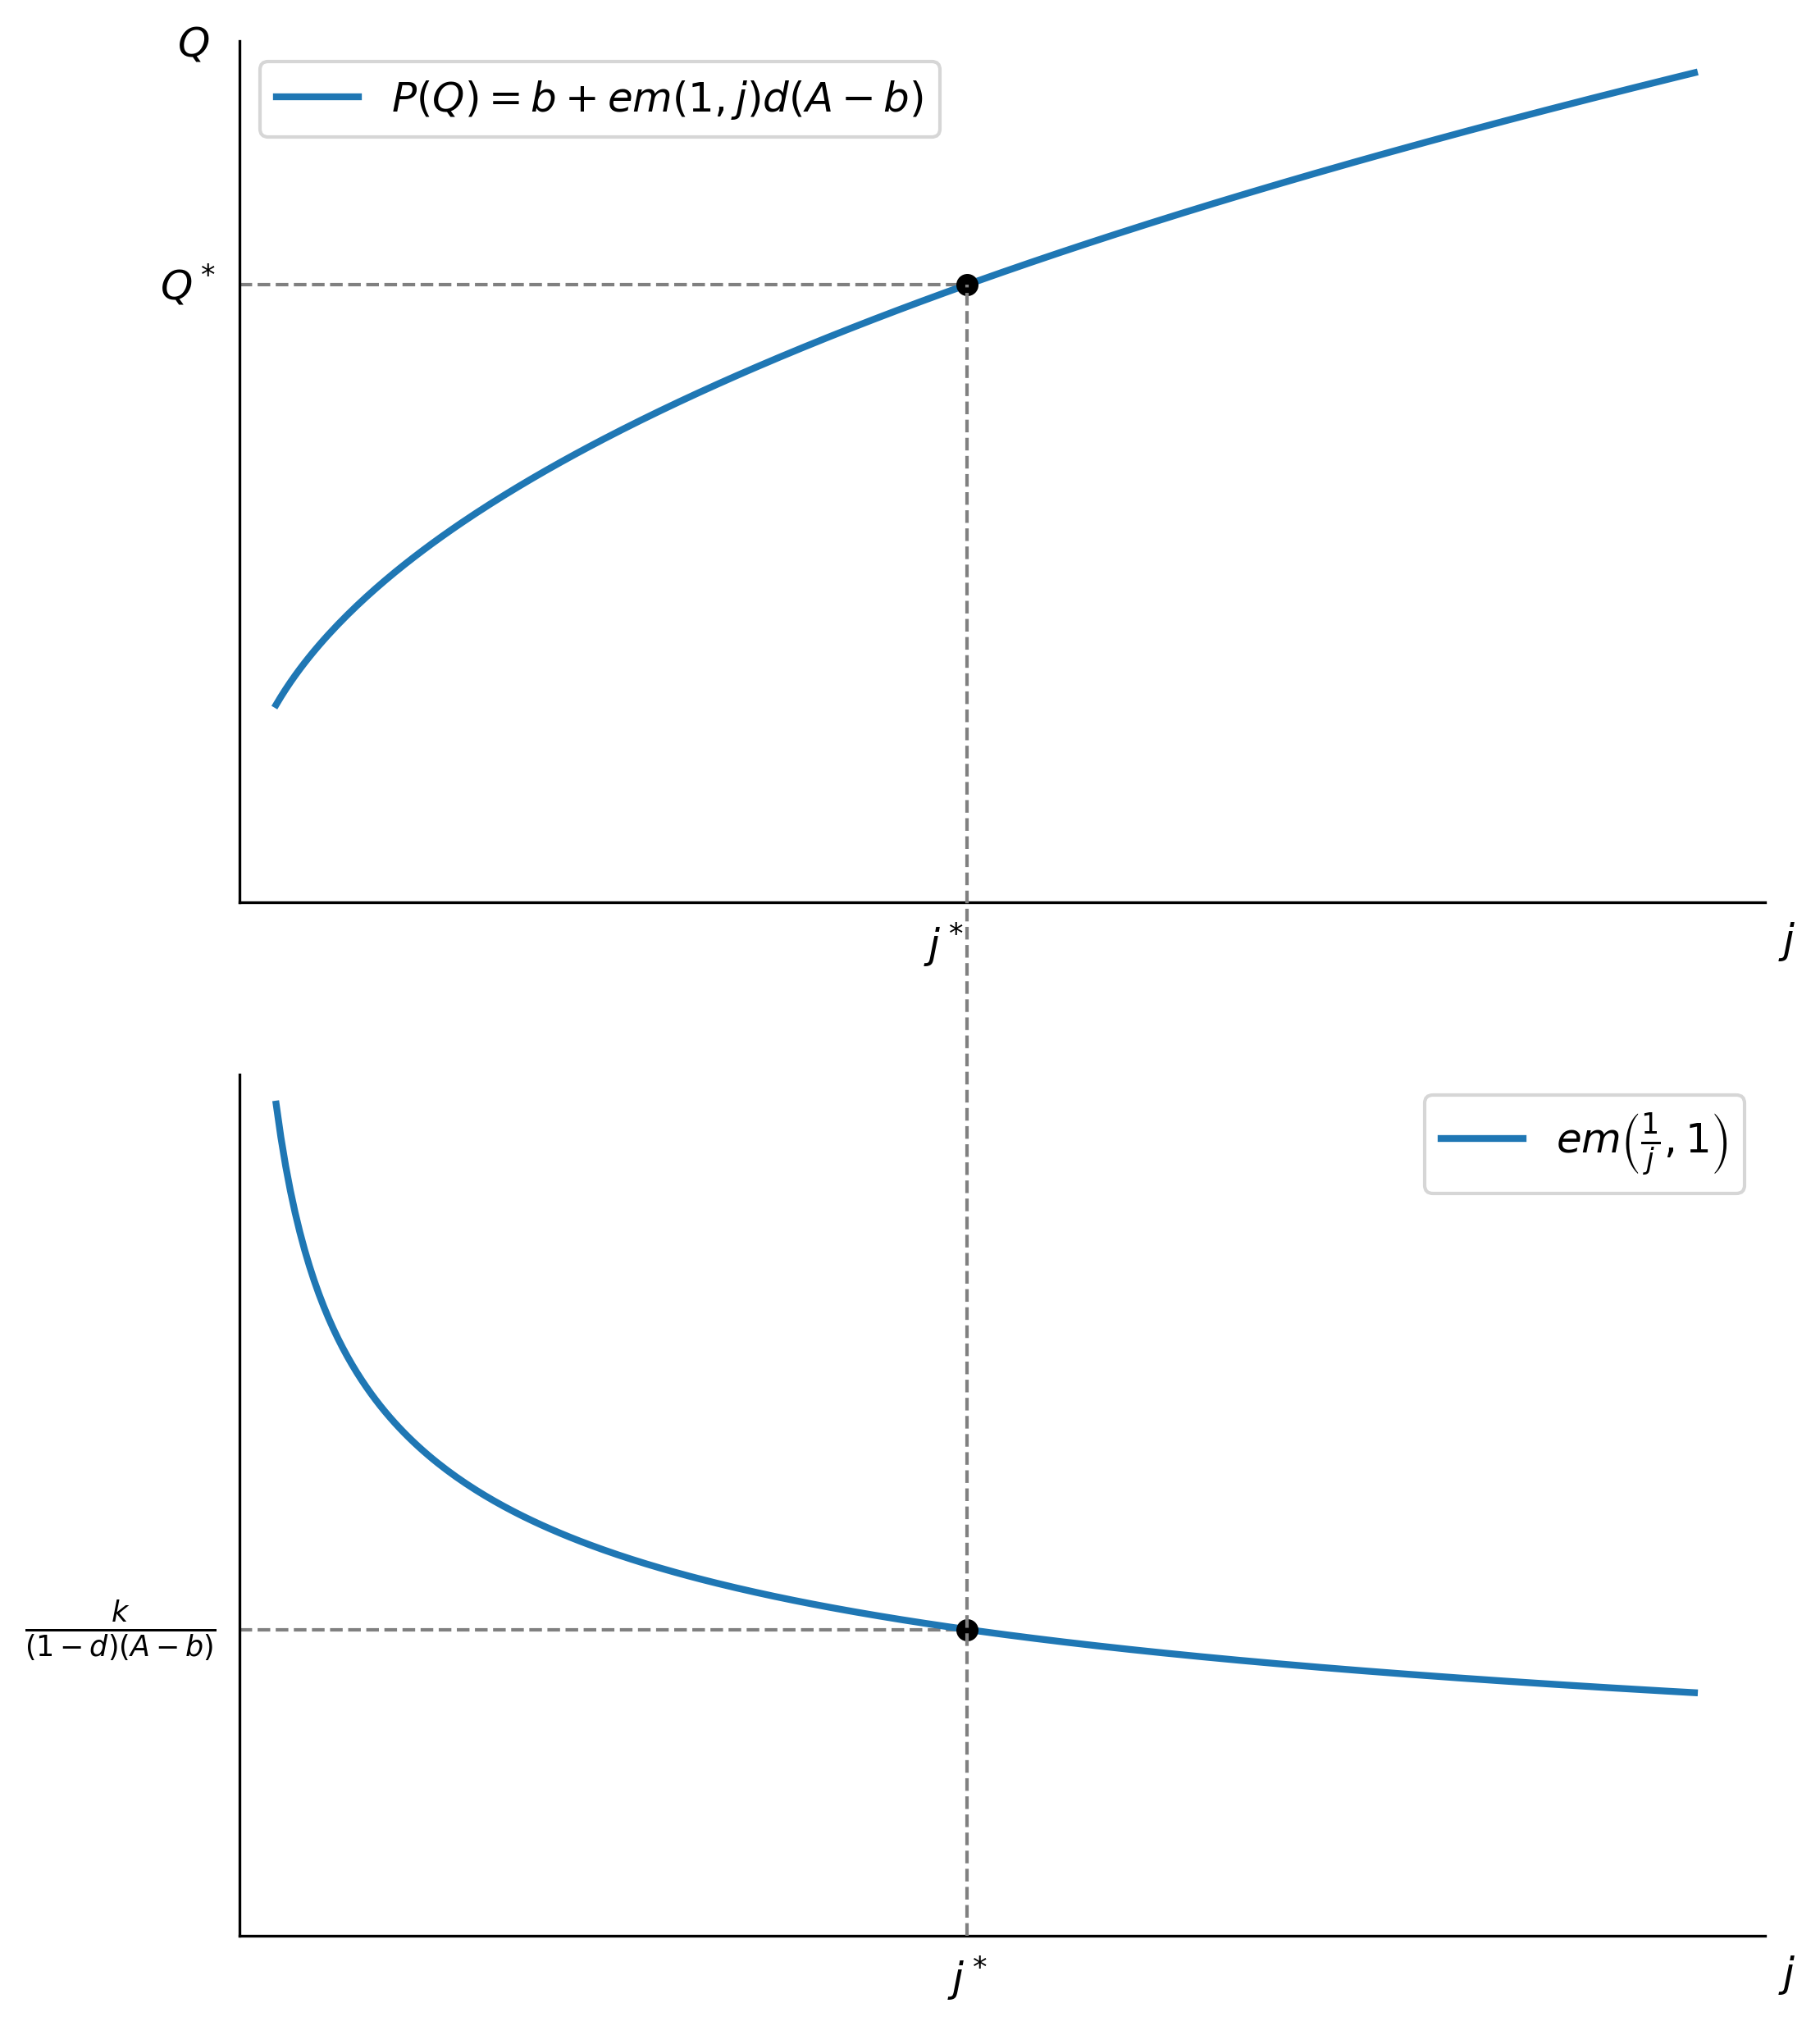 Q
P(Q) = b + em(1, j)d(A − b)
Q*
j*
j
em(1/j, 1)
k/((1 − d)(A − b))
j*
j